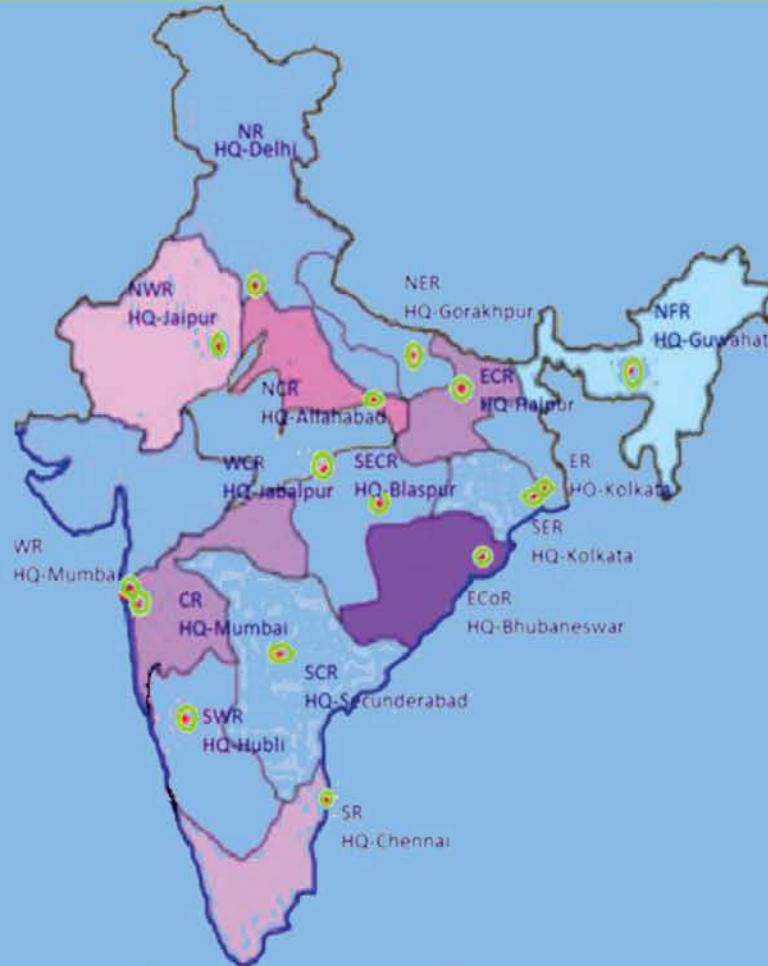 NR
HQ-Delhi
NWR
HQ-Jaipur
NER
HQ-Gorakhpur
NFR
HQ-Guwahat
NCR
HQ-Allahabad
ECR
HQ-Hajpur
WCR
HQ-Jabalpur
SECR
HQ-Blaspur
ER
HQ-Kolkata
SER
HQ-Kolkata
WR
HQ-Mumbai
CR
HQ-Mumbai
ECoR
HQ-Bhubaneswar
SCR
HQ-Secunderabad
SWR
HQ-Hubli
SR
HQ-Chennai